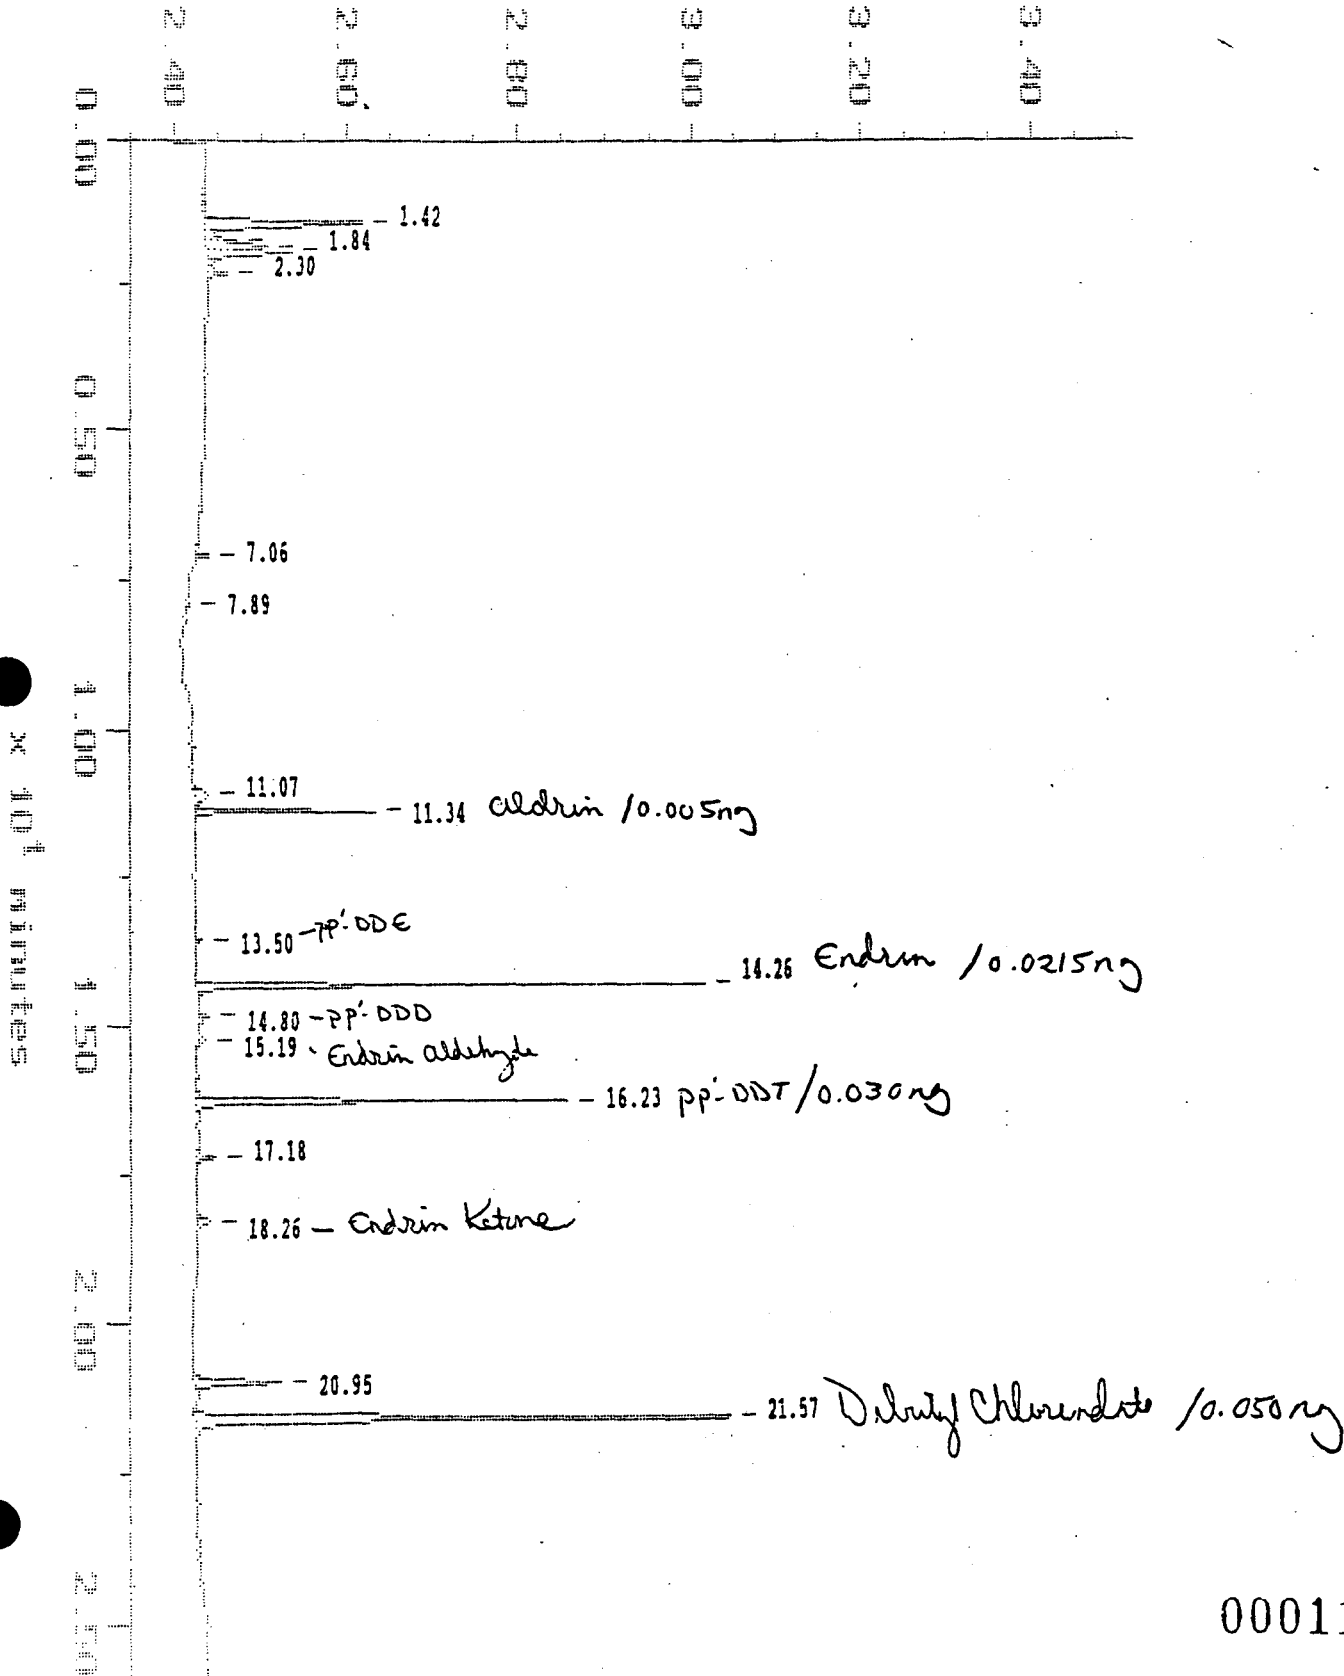 2.40 2.60 2.80 3.00 3.20 3.40
0.00
- 1.42
- 1.84
- 2.30
0.50
- 7.06
- 7.89
1.00
x 10¹ minutes
- 11.07
- 11.34 Aldrin /0.005ng
- 13.50 - pp'-DDE
- 14.26 Endrin /0.0215ng
- 14.80 - pp'-DDD
1.50
- 15.19 - Endrin aldehyde
- 16.23 pp'-DDT /0.030ng
- 17.18
- 18.26 - Endrin Ketone
2.00
- 20.95
- 21.57 Dibutyl Chlorendate /0.050ng
2.50
00011